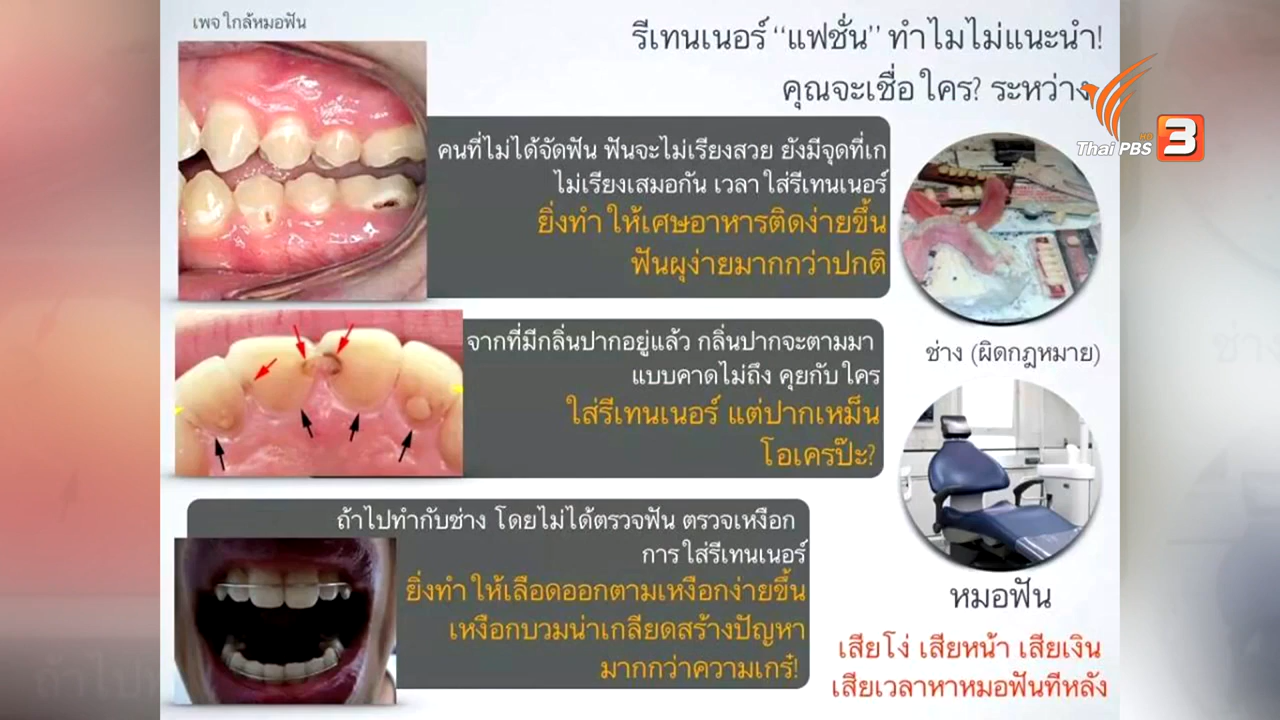 เพจ ใกล้หมอฟัน
รีเทนเนอร์ “แฟชั่น” ทำไมไม่แนะนำ!
คุณจะเชื่อใคร? ระหว่าง
Thai PBS
HD
3
คนที่ไม่ได้จัดฟัน ฟันจะไม่เรียงสวย ยังมีจุดที่เก
ไม่เรียงเสมอกัน เวลาใส่รีเทนเนอร์
ยิ่งทำให้เศษอาหารติดง่ายขึ้น
ฟันผุง่ายมากกว่าปกติ
ช่าง (ผิดกฎหมาย)
จากที่มีกลิ่นปากอยู่แล้ว กลิ่นปากจะตามมา
แบบคาดไม่ถึง คุยกับใคร
ใส่รีเทนเนอร์ แต่ปากเหม็น
โอเครป๊ะ?
ถ้าไปทำกับช่าง โดยไม่ได้ตรวจฟัน ตรวจเหงือก
การใส่รีเทนเนอร์
ยิ่งทำให้เลือดออกตามเหงือกง่ายขึ้น
เหงือกบวมน่าเกลียดสร้างปัญหา
มากกว่าความเกร๋!
หมอฟัน
เสียโง่ เสียหน้า เสียเงิน
เสียเวลาหาหมอฟันทีหลัง